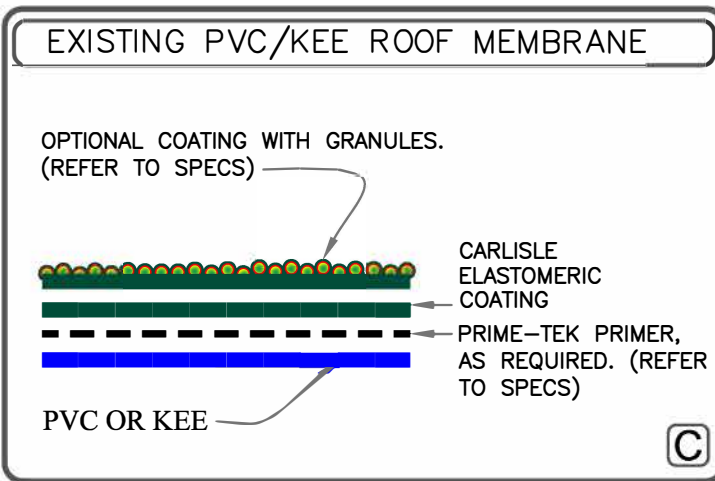 EXISTING PVC/KEE ROOF MEMBRANE
OPTIONAL COATING WITH GRANULES.
(REFER TO SPECS)
CARLISLE
ELASTOMERIC
COATING
PRIME-TEK PRIMER,
AS REQUIRED. (REFER
TO SPECS)
PVC OR KEE
C